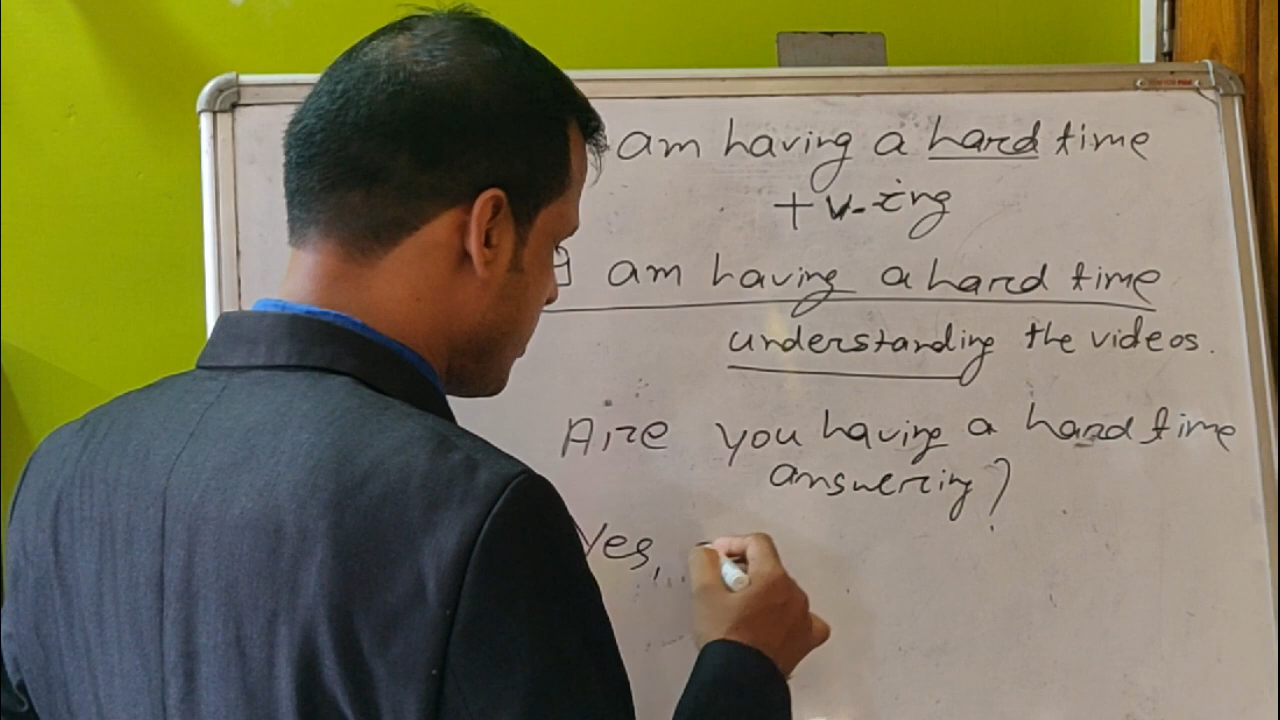 am having a hard time
+ v-ing
am having a hard time
understanding the videos.
Are you having a hard time
answering?
Yes,